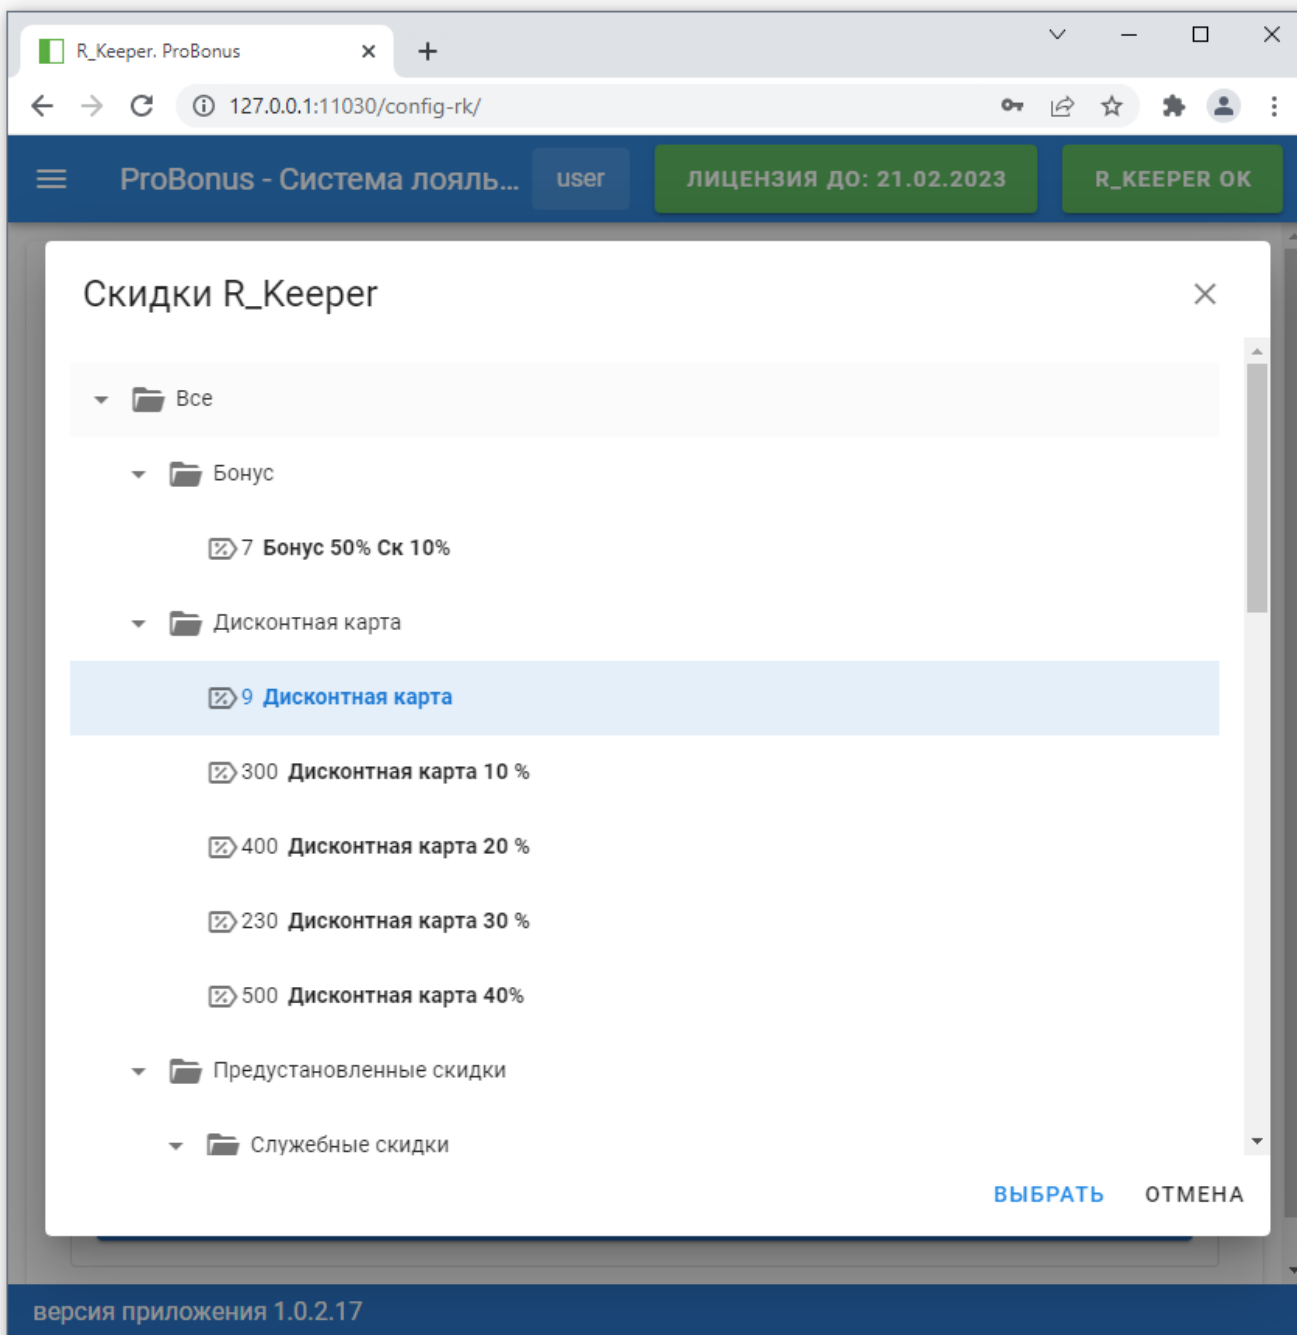 R_Keeper. ProBonus
127.0.0.1:11030/config-rk/
ProBonus - Система лояль... user ЛИЦЕНЗИЯ ДО: 21.02.2023 R_KEEPER OK
Скидки R_Keeper
Все
Бонус
7 Бонус 50% Ск 10%
Дисконтная карта
9 Дисконтная карта
300 Дисконтная карта 10 %
400 Дисконтная карта 20 %
230 Дисконтная карта 30 %
500 Дисконтная карта 40%
Предустановленные скидки
Служебные скидки
ВЫБРАТЬ ОТМЕНА
версия приложения 1.0.2.17